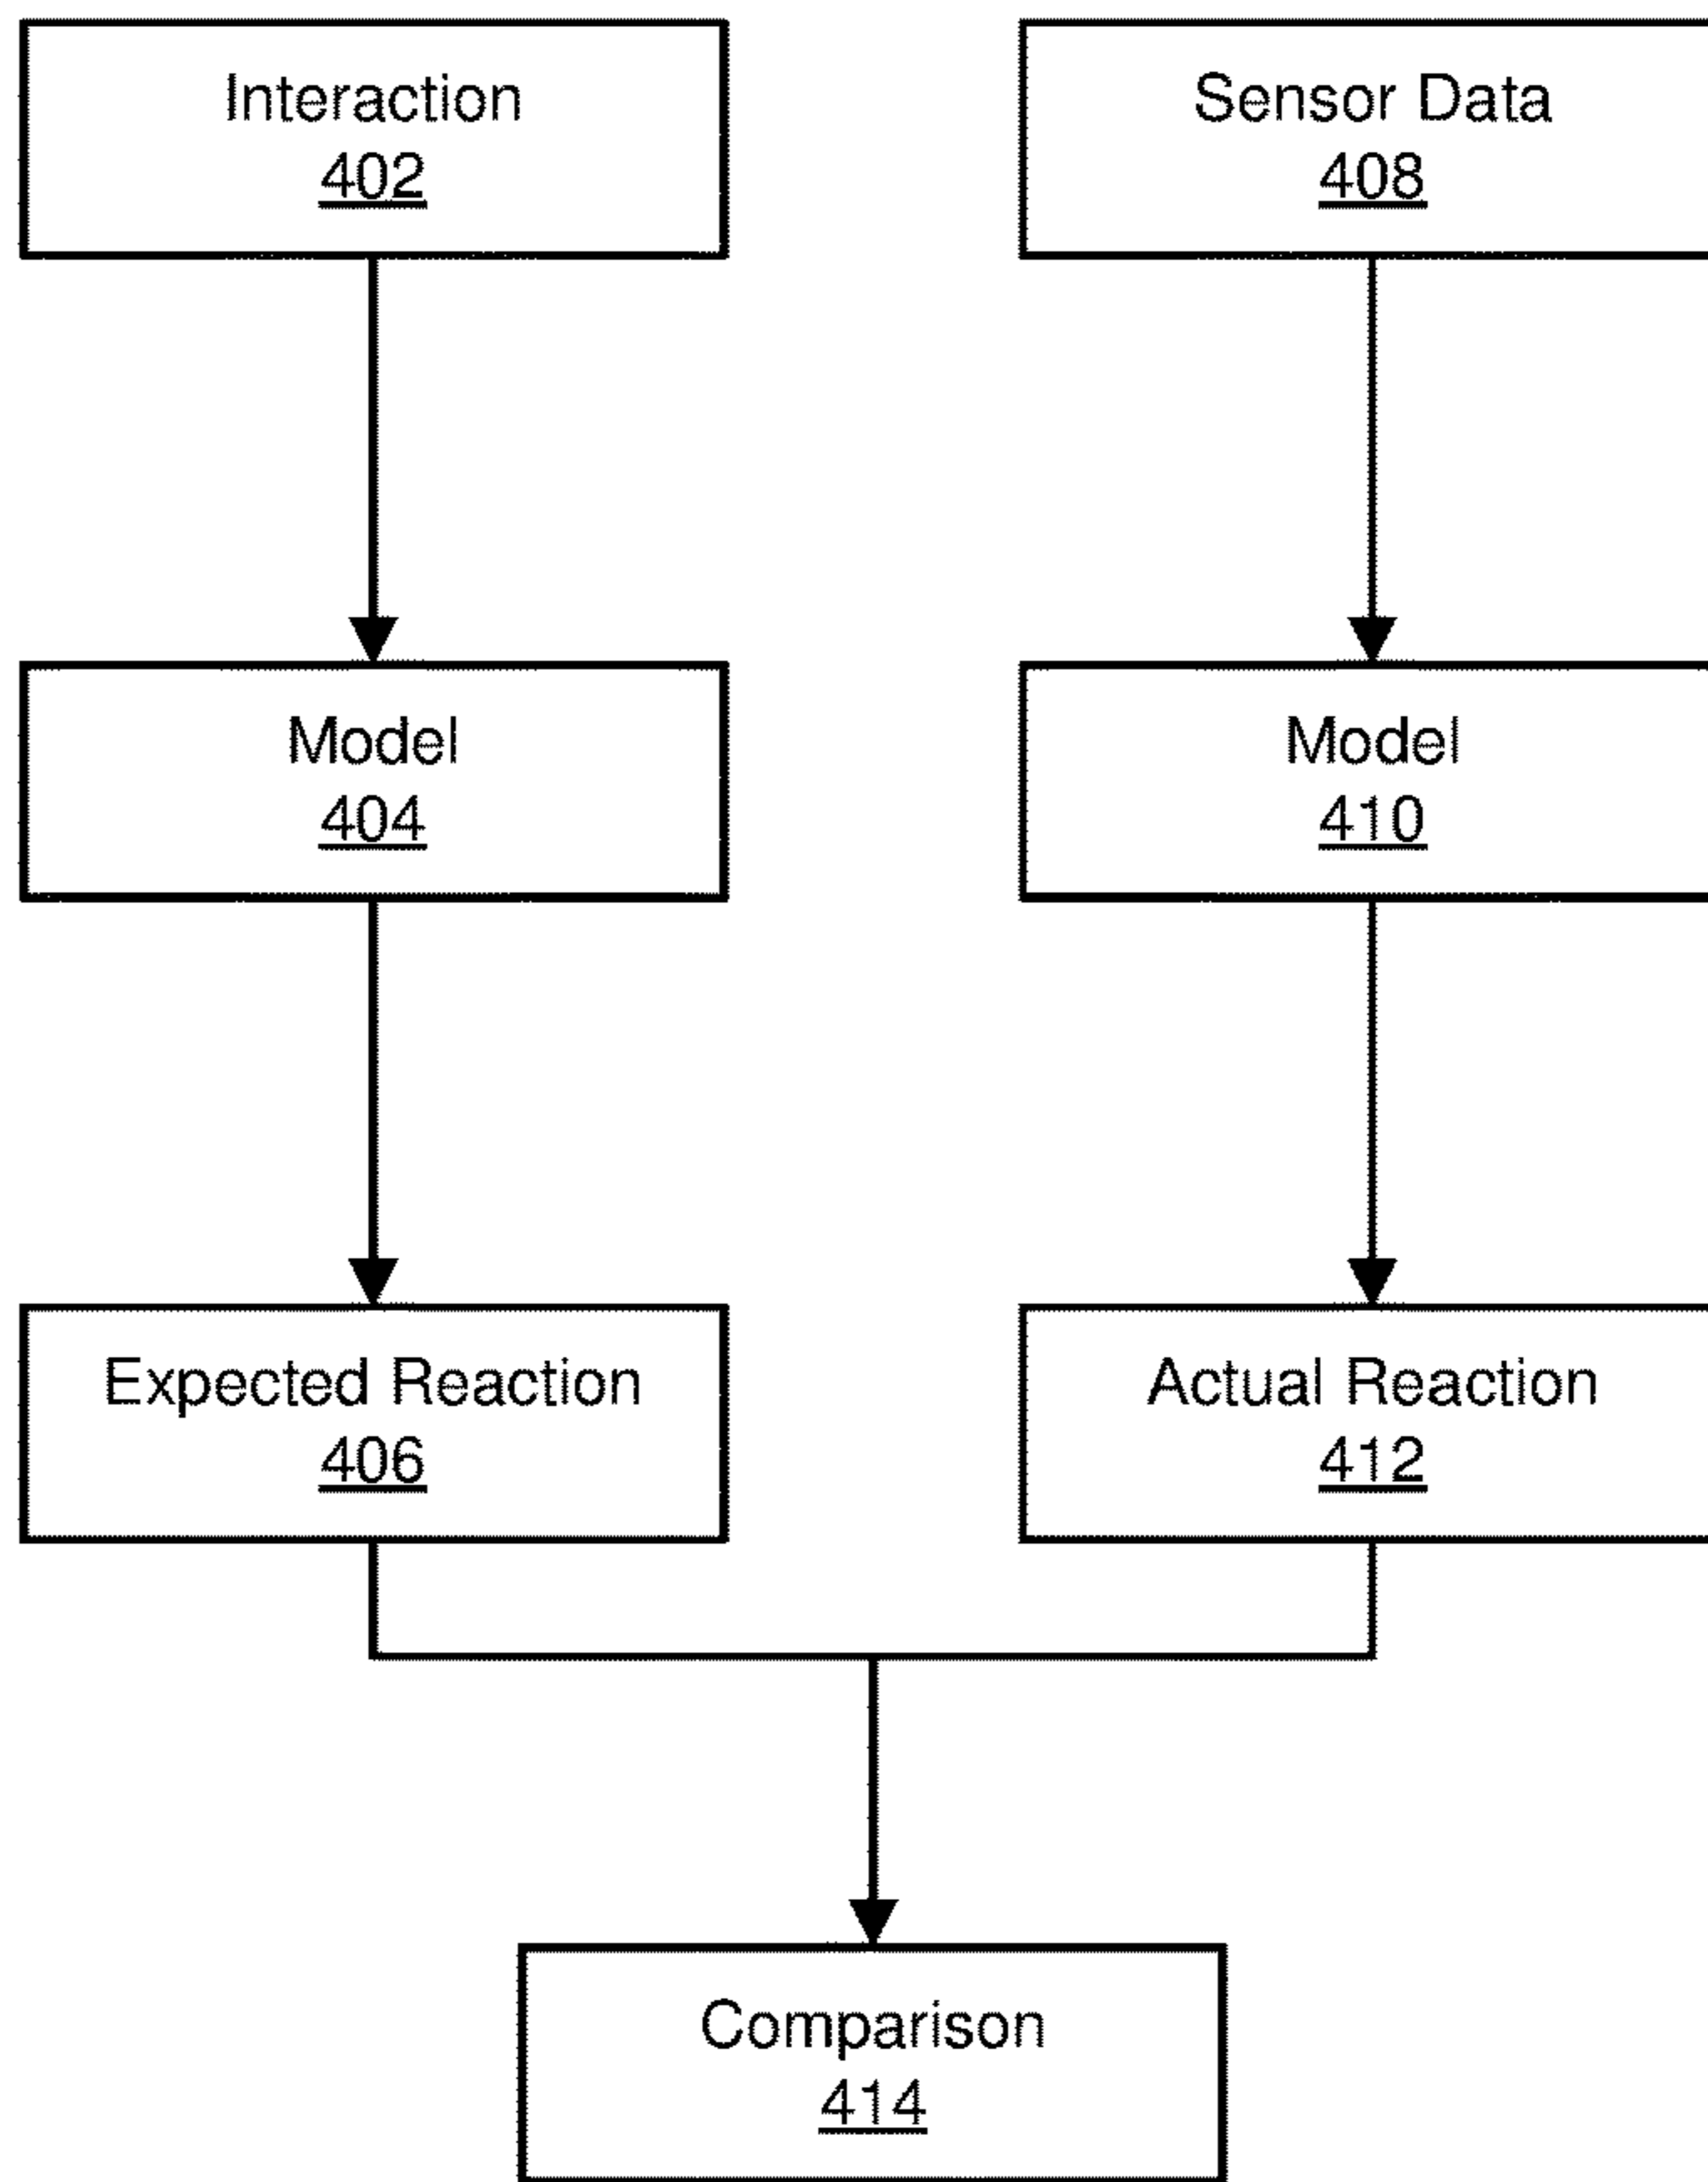 Interaction
402
Sensor Data
408
Model
404
Model
410
Expected Reaction
406
Actual Reaction
412
Comparison
414